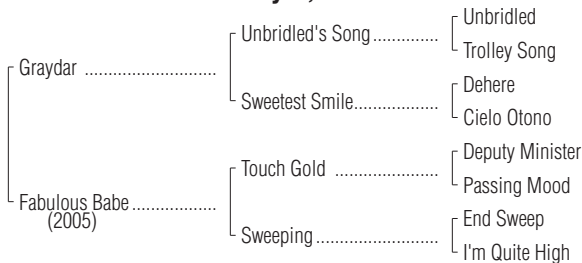 Unbridled
Unbridled's Song..............
Trolley Song
Graydar ...........................
Dehere
Sweetest Smile.................
Cielo Otono
Deputy Minister
Touch Gold .....................
Passing Mood
Fabulous Babe.................
(2005)
End Sweep
Sweeping.........................
I'm Quite High